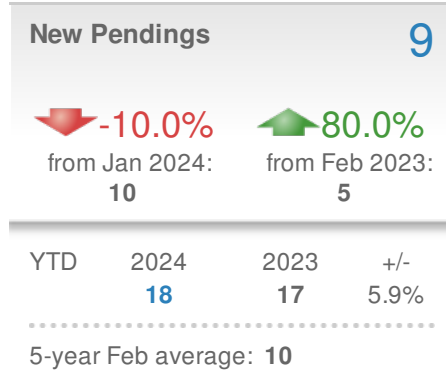 New Pendings 9
-10.0% 80.0%
from Jan 2024: from Feb 2023:
10 5
YTD 2024 2023 +/-
18 17 5.9%
5-year Feb average: 10